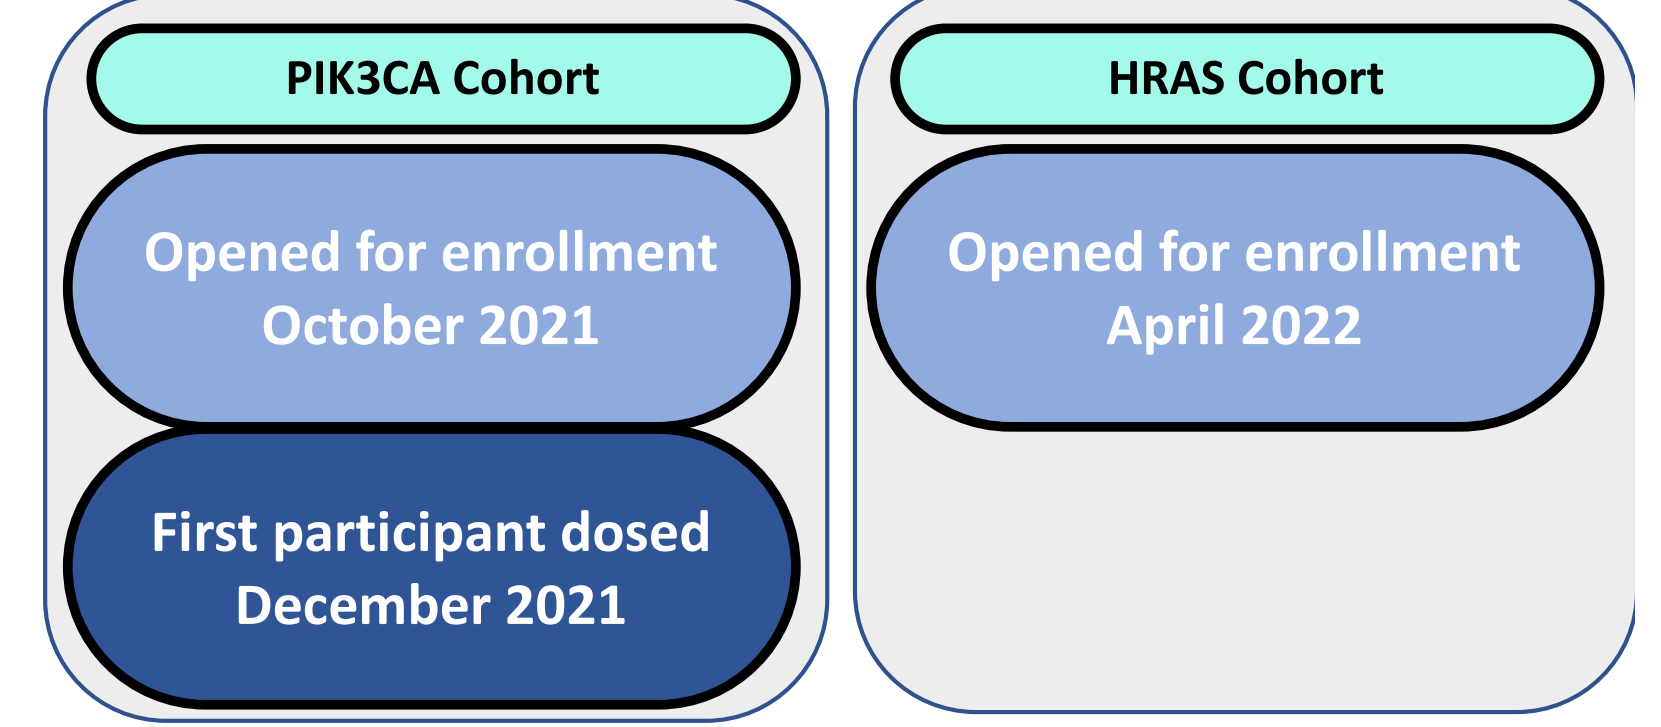 PIK3CA Cohort
Opened for enrollment
October 2021
First participant dosed
December 2021
HRAS Cohort
Opened for enrollment
April 2022